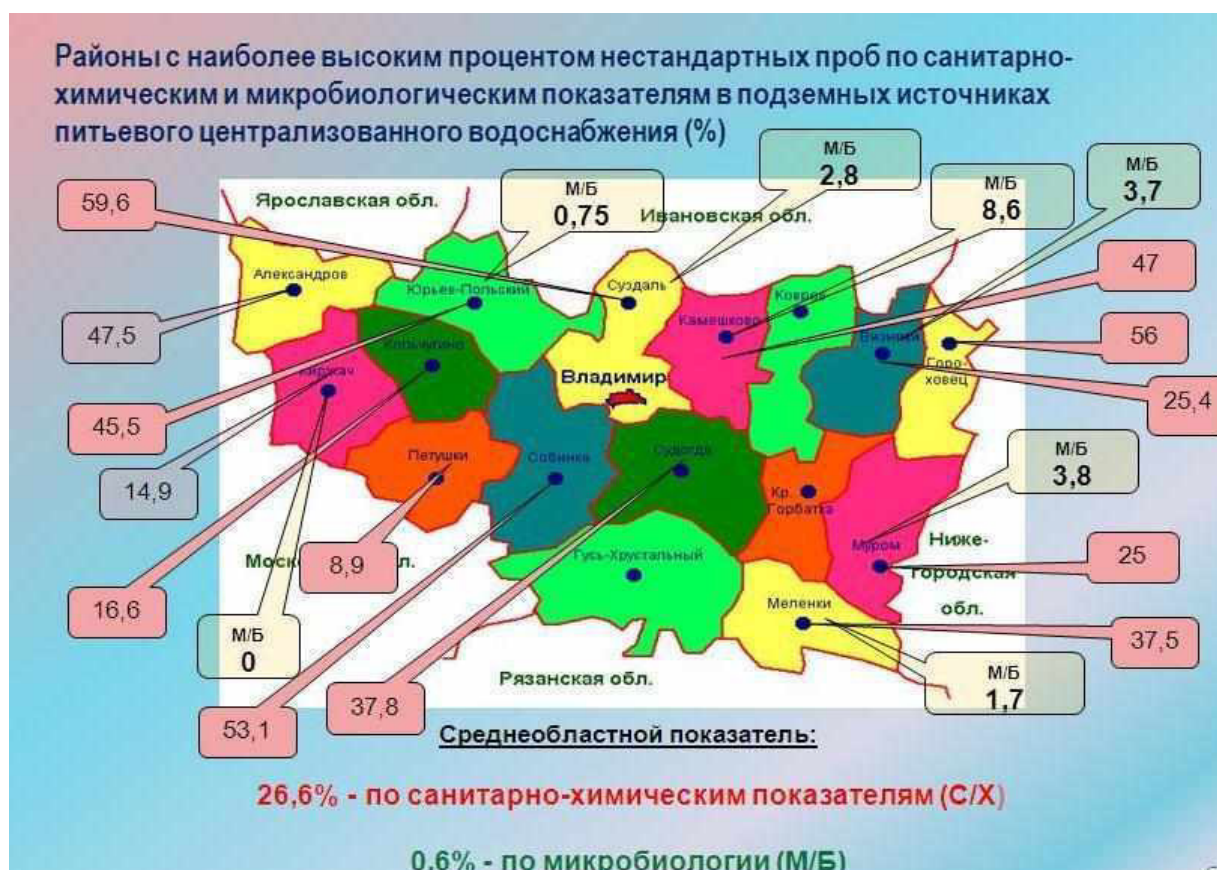 Районы с наиболее высоким процентом нестандартных проб по санитарно-
химическим и микробиологическим показателям в подземных источниках
питьевого централизованного водоснабжения (%)
М/Б
2,8
М/Б
3,7
М/Б
0,75
М/Б
8,6
59,6
Ярославская обл.
Ивановская обл.
47
Александров
Юрьев-Польский
Суздаль
Ковров
Камешково
Вязники
47,5
56
Кольчугино
Горо-
ховец
Киржач
Владимир
25,4
45,5
Петушки
Собинка
Судогда
М/Б
3,8
14,9
Кр.
Горбатка
Муром
Ниже-
городская
обл.
25
8,9
Гусь-Хрустальный
16,6
Меленки
М/Б
0
37,5
Рязанская обл.
М/Б
1,7
37,8
53,1
Среднеобластной показатель:
26,6% - по санитарно-химическим показателям (С/Х)
0,6% - по микробиологии (М/Б)